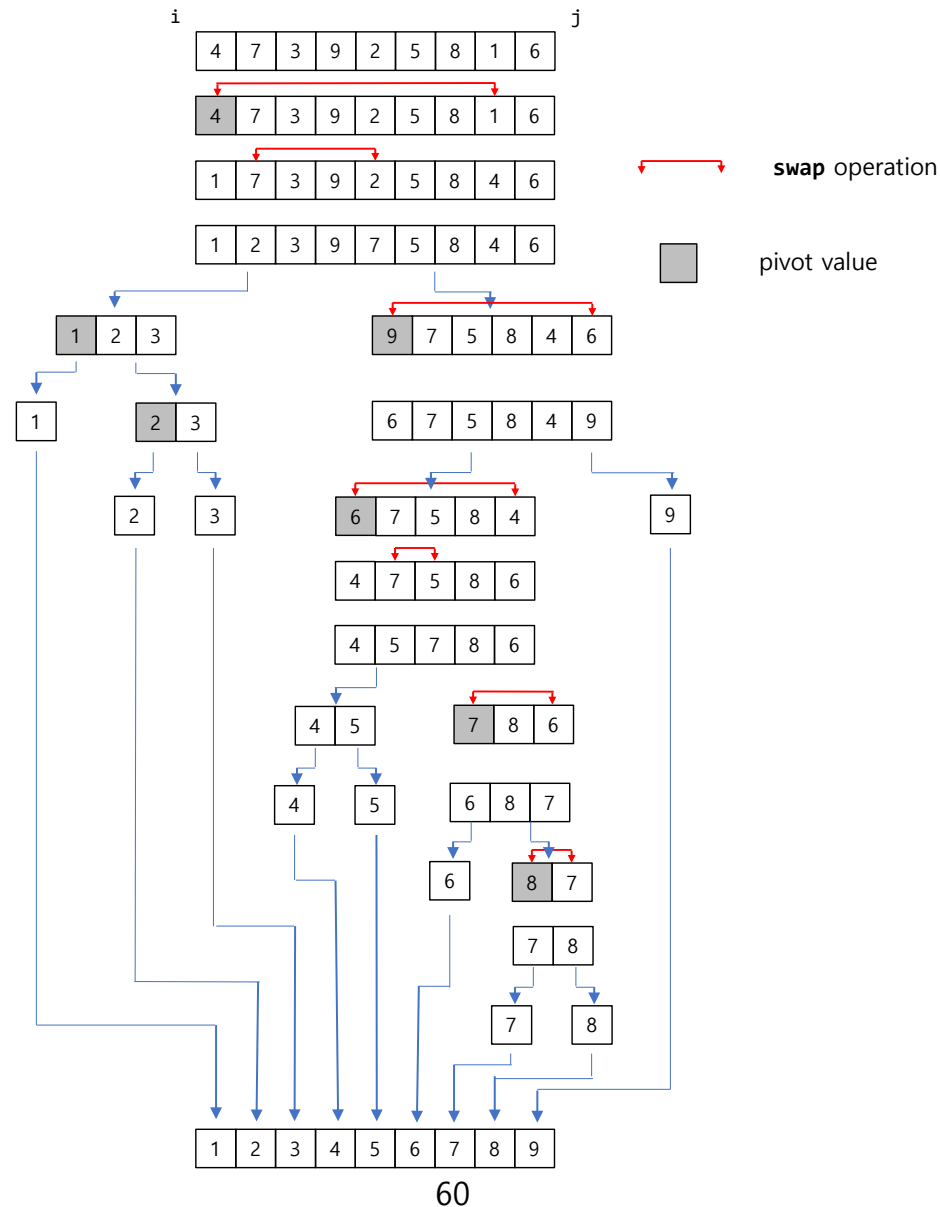 i j
4 7 3 9 2 5 8 1 6
4 7 3 9 2 5 8 1 6
swap operation
1 7 3 9 2 5 8 4 6
1 2 3 9 7 5 8 4 6
pivot value
1 2 3
9 7 5 8 4 6
1
2 3
6 7 5 8 4 9
2
3
6 7 5 8 4
9
4 7 5 8 6
4 5 7 8 6
4 5
7 8 6
4
5
6 8 7
6
8 7
7 8
7
8
1 2 3 4 5 6 7 8 9
60